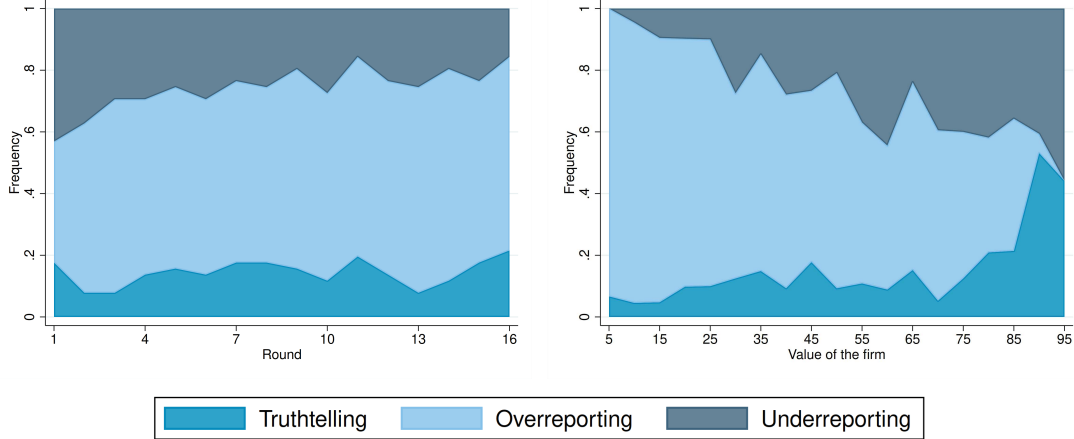 1
.8
.6
.4
.2
0
Frequency
1 4 7 10 13 16
Round
1
.8
.6
.4
.2
0
Frequency
5 15 25 35 45 55 65 75 85 95
Value of the firm
Truthtelling Overreporting Underreporting